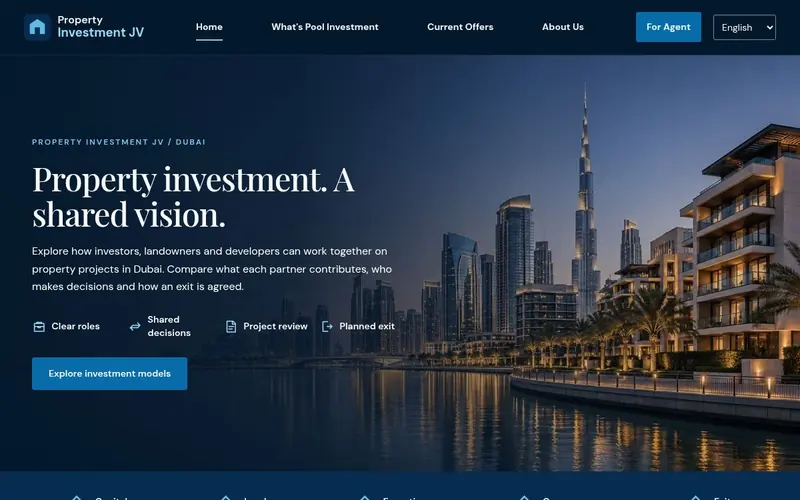 Property
Investment JV
Home
What's Pool Investment
Current Offers
About Us
For Agent
English
PROPERTY INVESTMENT JV / DUBAI
Property investment. A
shared vision.
Explore how investors, landowners and developers can work together on
property projects in Dubai. Compare what each partner contributes, who
makes decisions and how an exit is agreed.
Clear roles
Shared
decisions
Project review
Planned exit
Explore investment models